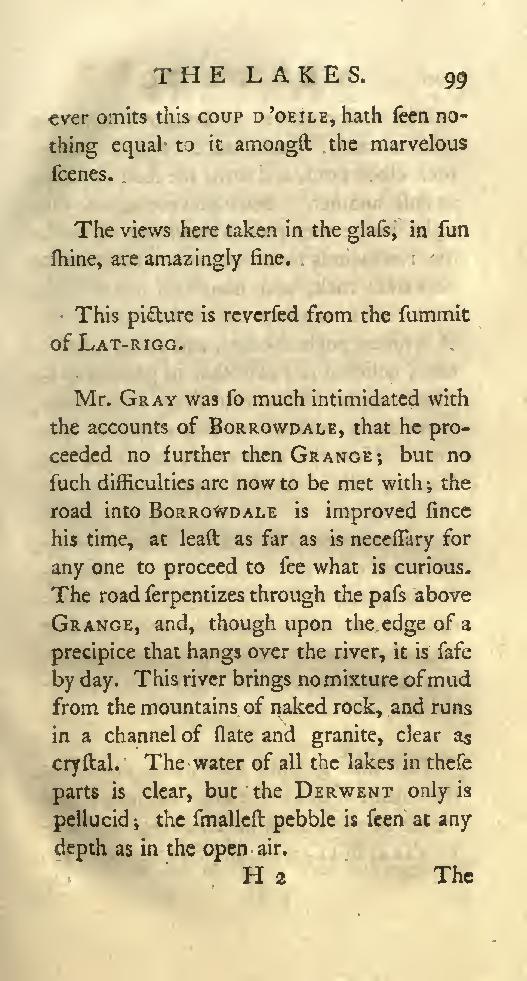 THE LAKES. 99
ever omits this COUP D'OEILE, hath ſeen no-
thing equal to it amongſt the marvelous
ſcenes.
The views here taken in the glaſs, in ſun
ſhine, are amazingly fine.
This picture is reverſed from the ſummit
of LAT-RIGG.
Mr. GRAY was ſo much intimidated with
the accounts of BORROWDALE, that he pro-
ceeded no further then GRANGE; but no
ſuch difficulties are now to be met with; the
road into BORROWDALE is improved ſince
his time, at leaſt as far as is neceſſary for
any one to proceed to ſee what is curious.
The road ſerpentizes through the paſs above
GRANGE, and, though upon the edge of a
precipice that hangs over the river, it is ſafe
by day. This river brings no mixture of mud
from the mountains of naked rock, and runs
in a channel of ſlate and granite, clear as
cryſtal. The water of all the lakes in theſe
parts is clear, but the DERWENT only is
pellucid; the ſmalleſt pebble is ſeen at any
depth as in the open air.
H 2 The